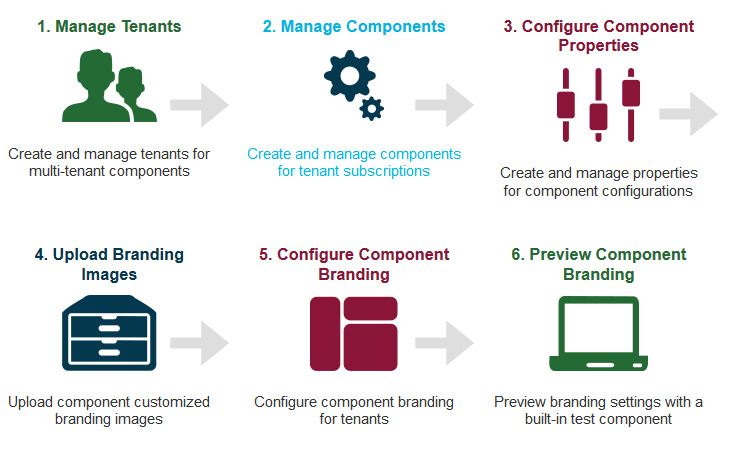 1. Manage Tenants
Create and manage tenants for
multi-tenant components
2. Manage Components
Create and manage components
for tenant subscriptions
3. Configure Component
Properties
Create and manage properties
for component configurations
4. Upload Branding
Images
Upload component customized
branding images
5. Configure Component
Branding
Configure component branding
for tenants
6. Preview Component
Branding
Preview branding settings with a
built-in test component